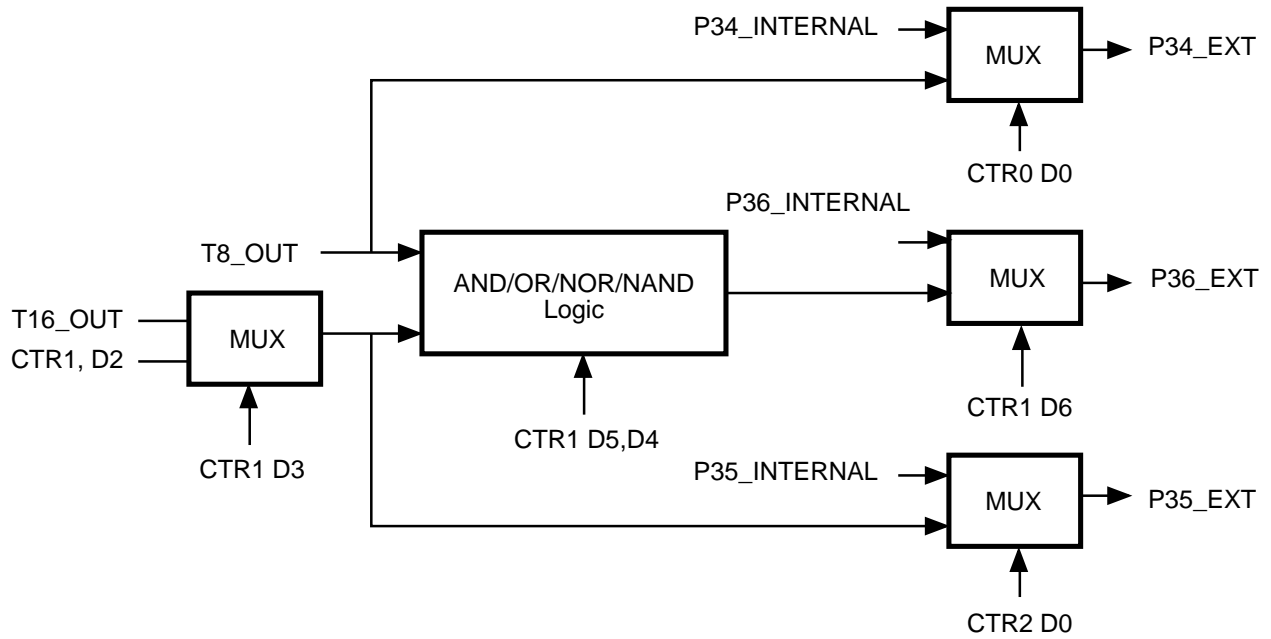 P34_INTERNAL
MUX
P34_EXT
CTR0 D0
P36_INTERNAL
T8_OUT
AND/OR/NOR/NAND
Logic
MUX
P36_EXT
T16_OUT
MUX
CTR1, D2
CTR1 D6
CTR1 D5,D4
CTR1 D3
P35_INTERNAL
MUX
P35_EXT
CTR2 D0